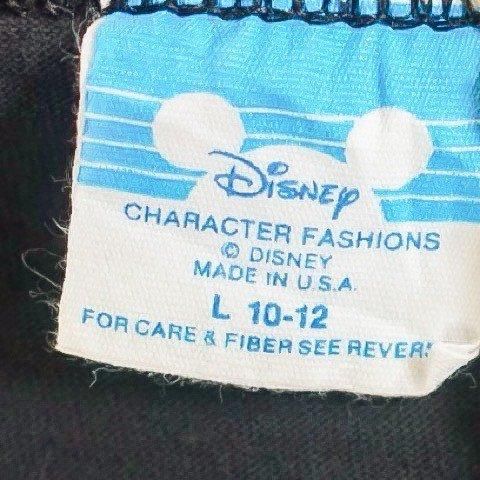 Disney
CHARACTER FASHIONS
© DISNEY
MADE IN U.S.A.
L 10-12
FOR CARE & FIBER SEE REVER